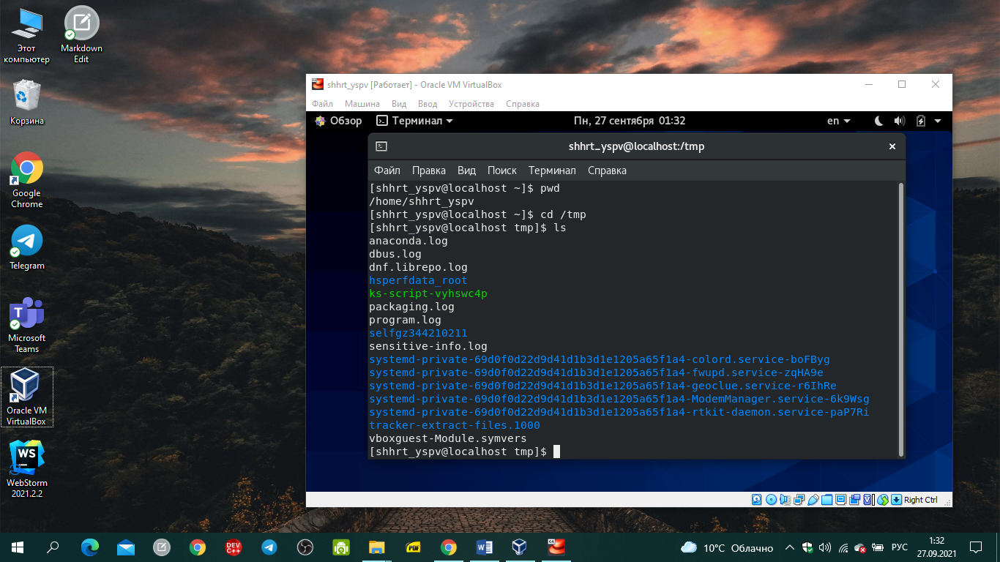 Этот
компьютер
Markdown
Edit
Корзина
Google
Chrome
Telegram
T
Microsoft
Teams
Oracle VM
VirtualBox
WS
WebStorm
2021.2.2
64
shhrt_yspv [Работает] - Oracle VM VirtualBox
Файл Машина Вид Ввод Устройства Справка
Обзор Терминал Пн, 27 сентября 01:32 en
shhrt_yspv@localhost:/tmp
Файл Правка Вид Поиск Терминал Справка
[shhrt_yspv@localhost ~]$ pwd
/home/shhrt_yspv
[shhrt_yspv@localhost ~]$ cd /tmp
[shhrt_yspv@localhost tmp]$ ls
anaconda.log
dbus.log
dnf.librepo.log
hsperfdata_root
ks-script-vyhswc4p
packaging.log
program.log
selfgz344210211
sensitive-info.log
systemd-private-69d0f0d22d9d41d1b3d1e1205a65f1a4-colord.service-boFByg
systemd-private-69d0f0d22d9d41d1b3d1e1205a65f1a4-fwupd.service-zqHA9e
systemd-private-69d0f0d22d9d41d1b3d1e1205a65f1a4-geoclue.service-r6IhRe
systemd-private-69d0f0d22d9d41d1b3d1e1205a65f1a4-ModemManager.service-6k9Wsg
systemd-private-69d0f0d22d9d41d1b3d1e1205a65f1a4-rtkit-daemon.service-paP7Ri
tracker-extract-files.1000
vboxguest-Module.symvers
[shhrt_yspv@localhost tmp]$
Right Ctrl
DEV
C++
PDF
W
64
10°C Облачно
РУС
1:32
27.09.2021